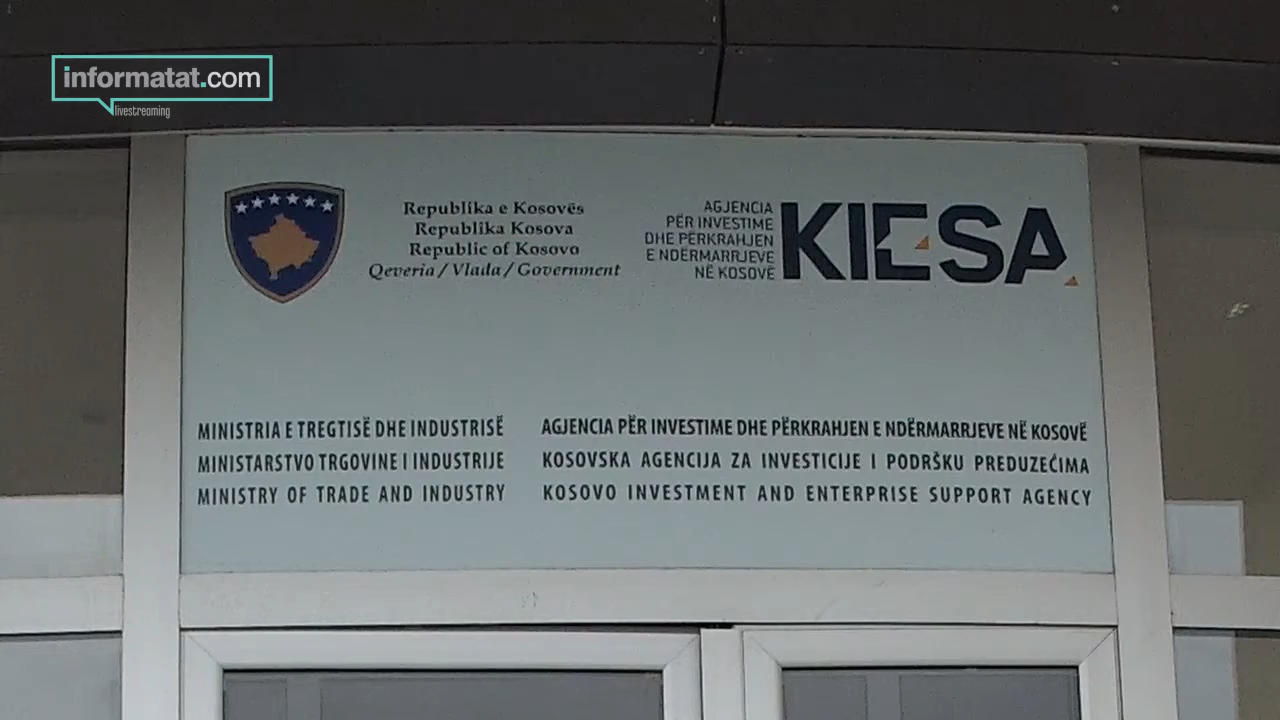 informatat.com
livestreaming
Republika e Kosovës
Republika Kosova
Republic of Kosovo
Qeveria / Vlada / Government
AGJENCIA
PËR INVESTIME
DHE PËRKRAHJEN
E NDËRMARRJEVE
NË KOSOVË
KIESA
MINISTRIA E TREGTISË DHE INDUSTRISË
MINISTARSTVO TRGOVINE I INDUSTRIJE
MINISTRY OF TRADE AND INDUSTRY
AGJENCIA PËR INVESTIME DHE PËRKRAHJEN E NDËRMARRJEVE NË KOSOVË
KOSOVSKA AGENCIJA ZA INVESTICIJE I PODRŠKU PREDUZEĆIMA
KOSOVO INVESTMENT AND ENTERPRISE SUPPORT AGENCY